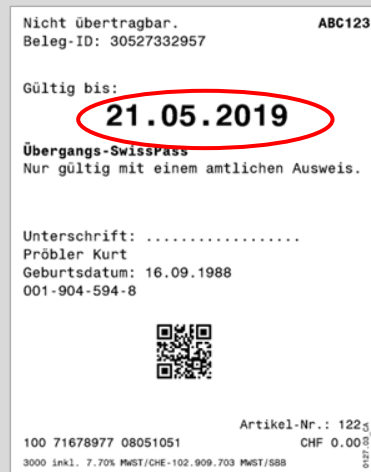 Nicht übertragbar. ABC123
Beleg-ID: 30527332957
Gültig bis:
21.05.2019
Übergangs-SwissPass
Nur gültig mit einem amtlichen Ausweis.
Unterschrift: ..................
Pröbler Kurt
Geburtsdatum: 16.09.1988
001-904-594-8
Artikel-Nr.: 122
100 71678977 08051051 CHF 0.00
3000 inkl. 7.70% MWST/CHE-102.909.703 MWST/SBB
0127.03_CA